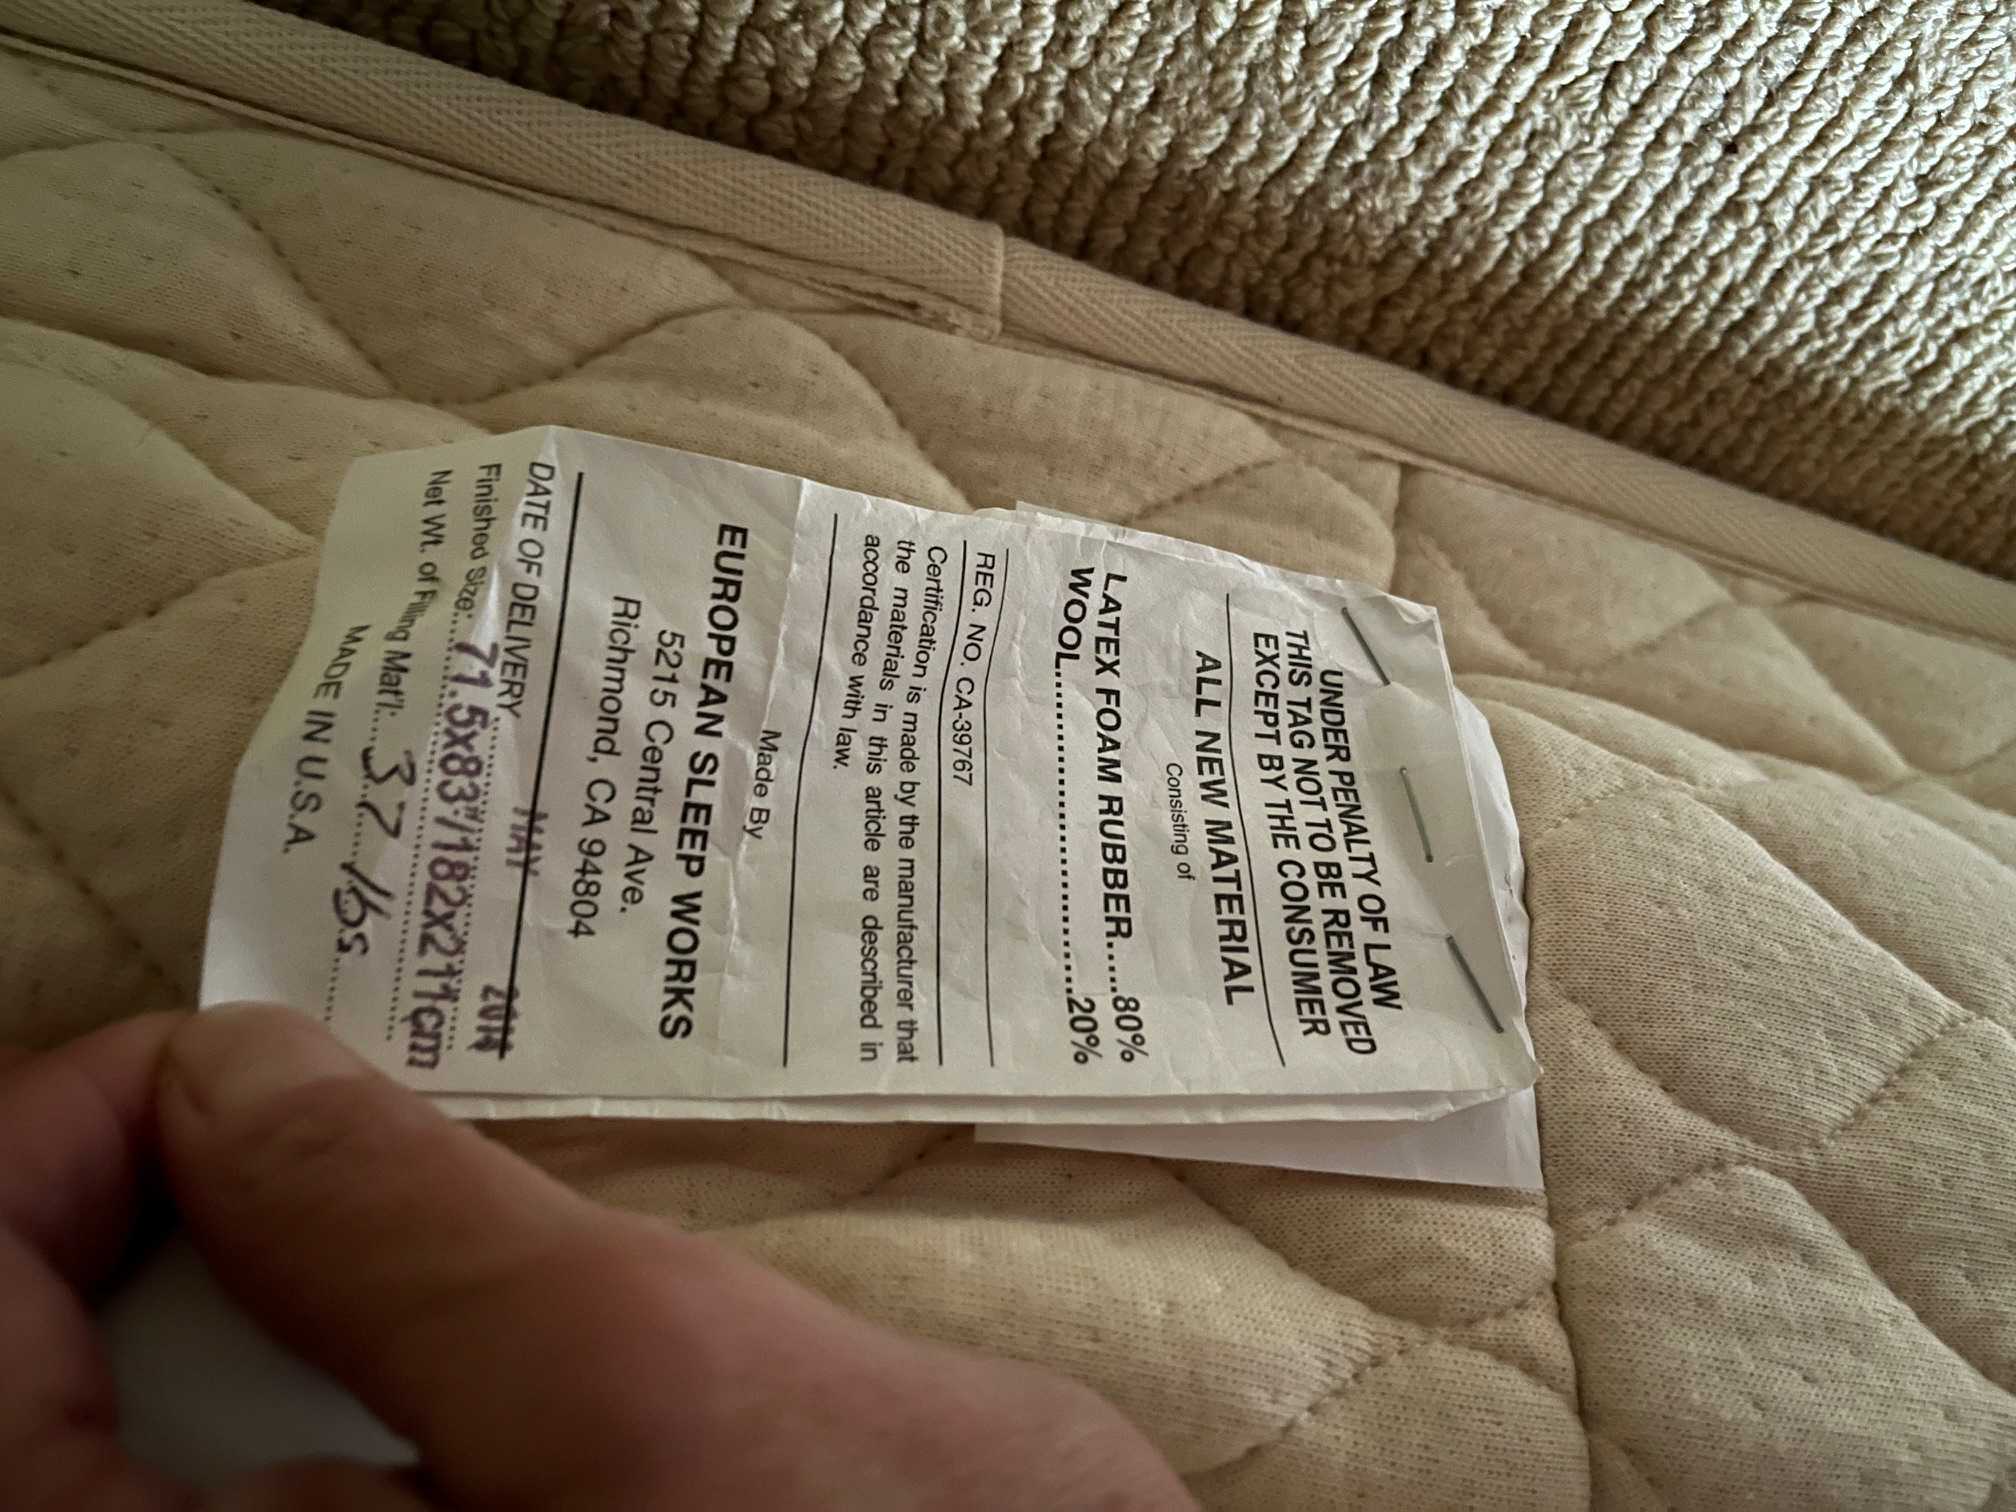 UNDER PENALTY OF LAW
THIS TAG NOT TO BE REMOVED
EXCEPT BY THE CONSUMER
ALL NEW MATERIAL
Consisting of
LATEX FOAM RUBBER....80%
WOOL........................20%
REG. NO. CA-39767
Certification is made by the manufacturer that
the materials in this article are described in
accordance with law.
Made By
EUROPEAN SLEEP WORKS
5215 Central Ave.
Richmond, CA 94804
DATE OF DELIVERY MAY 2014
Finished Size: 71.5x83"/182x211cm
Net Wt. of Filling Mat'l: 37 lbs
MADE IN U.S.A.